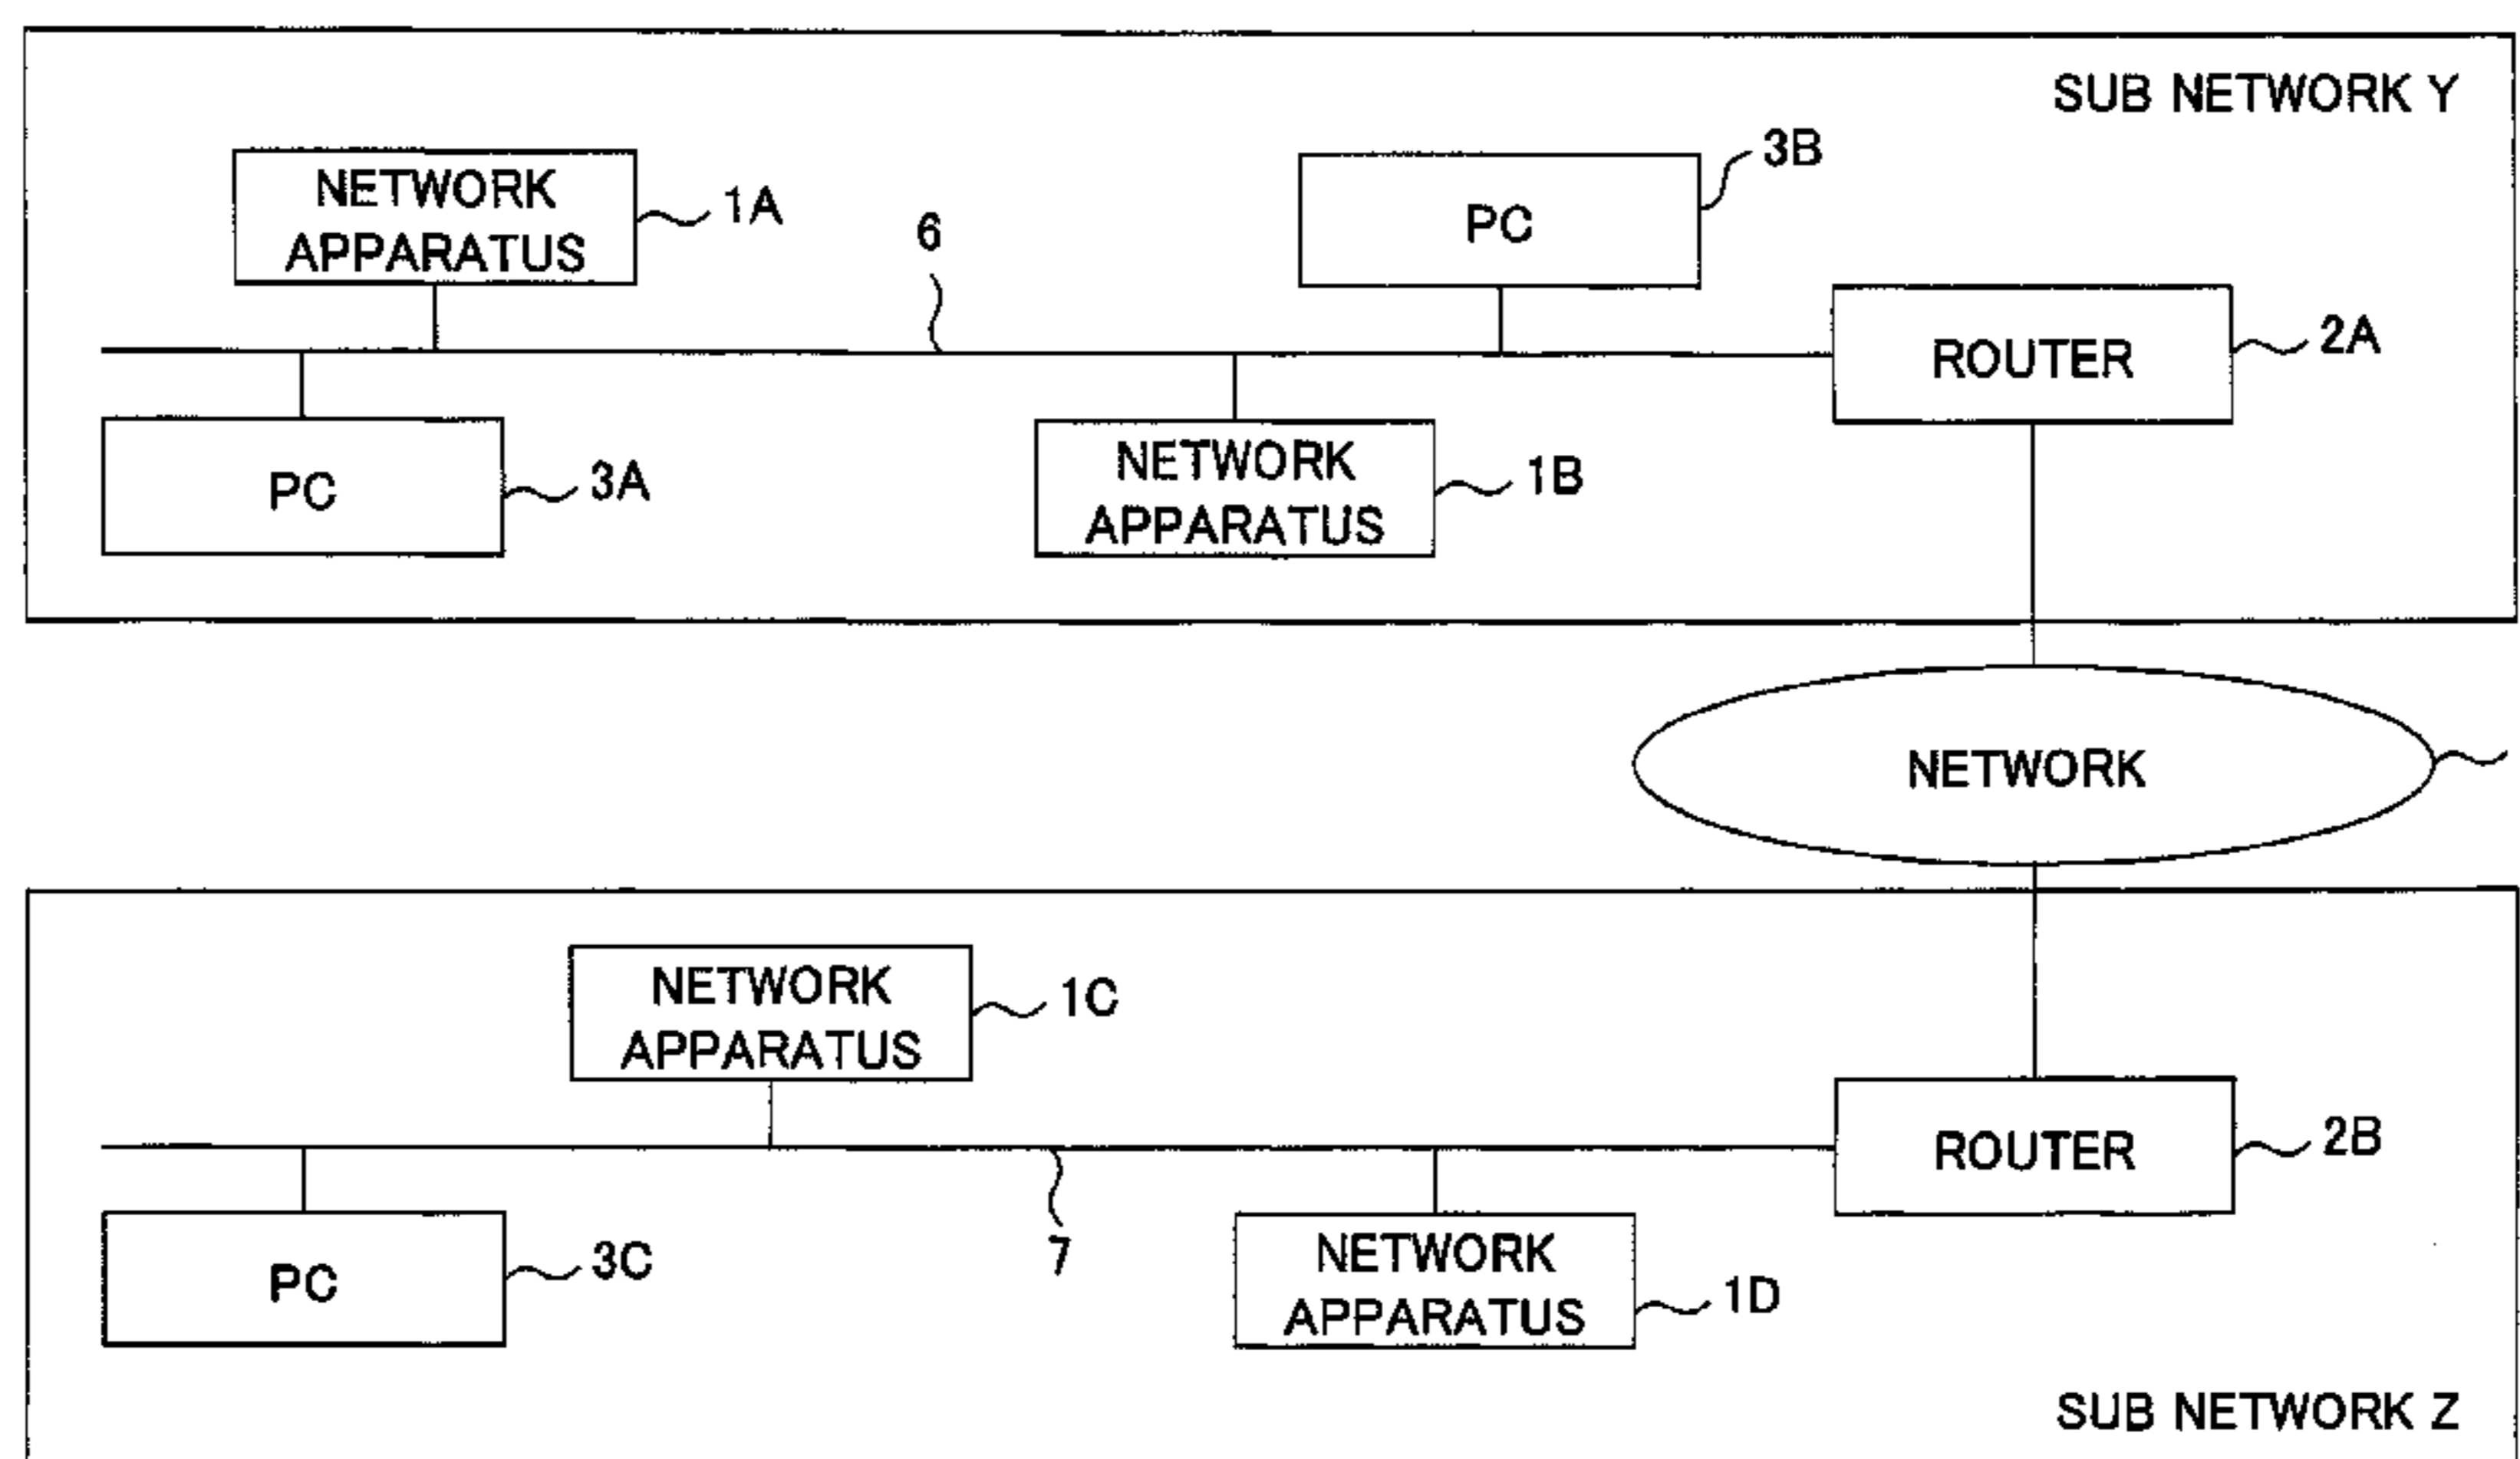 SUB NETWORK Y
NETWORK
APPARATUS
1A
6
PC
3B
ROUTER
2A
PC
3A
NETWORK
APPARATUS
1B
NETWORK
NETWORK
APPARATUS
1C
ROUTER
2B
7
PC
3C
NETWORK
APPARATUS
1D
SUB NETWORK Z